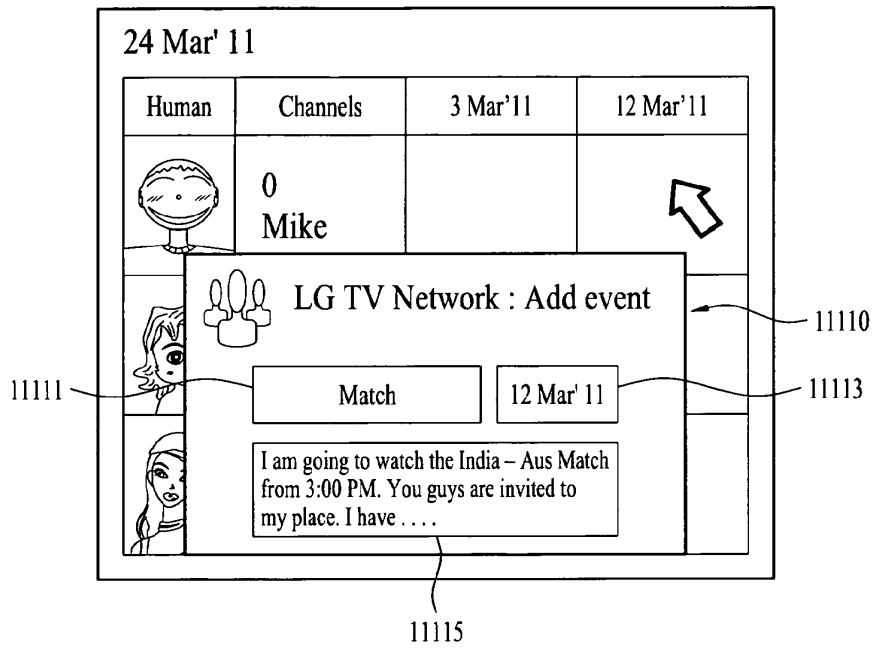 24 Mar' 11
Human Channels 3 Mar'11 12 Mar'11
0
Mike
LG TV Network : Add event
11110
11111
Match
12 Mar' 11
11113
I am going to watch the India – Aus Match
from 3:00 PM. You guys are invited to
my place. I have . . . .
11115